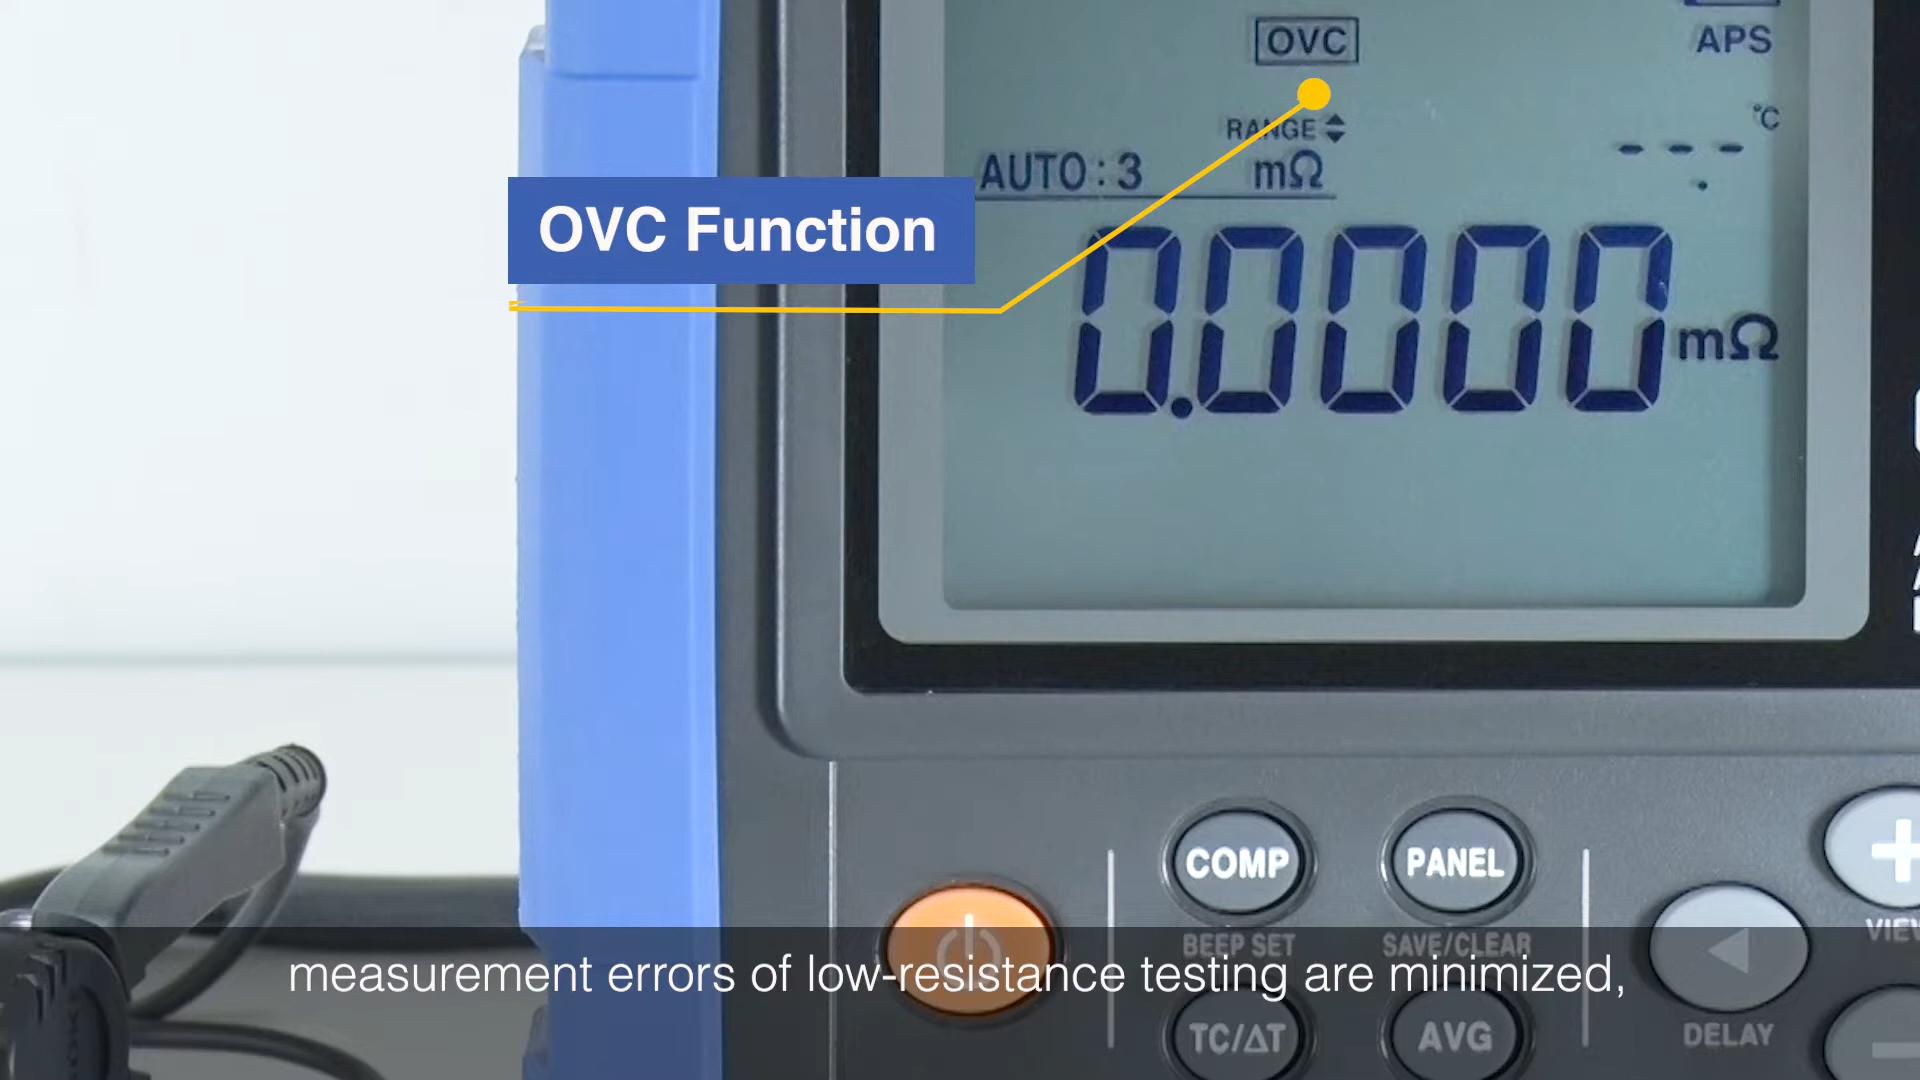 OVC
APS
RANGE
°C
AUTO : 3 mΩ
- - -.
OVC Function
0.0000 mΩ
COMP
PANEL
BEEP SET
SAVE/CLEAR
VIEW
measurement errors of low-resistance testing are minimized,
TC/ΔT
AVG
DELAY